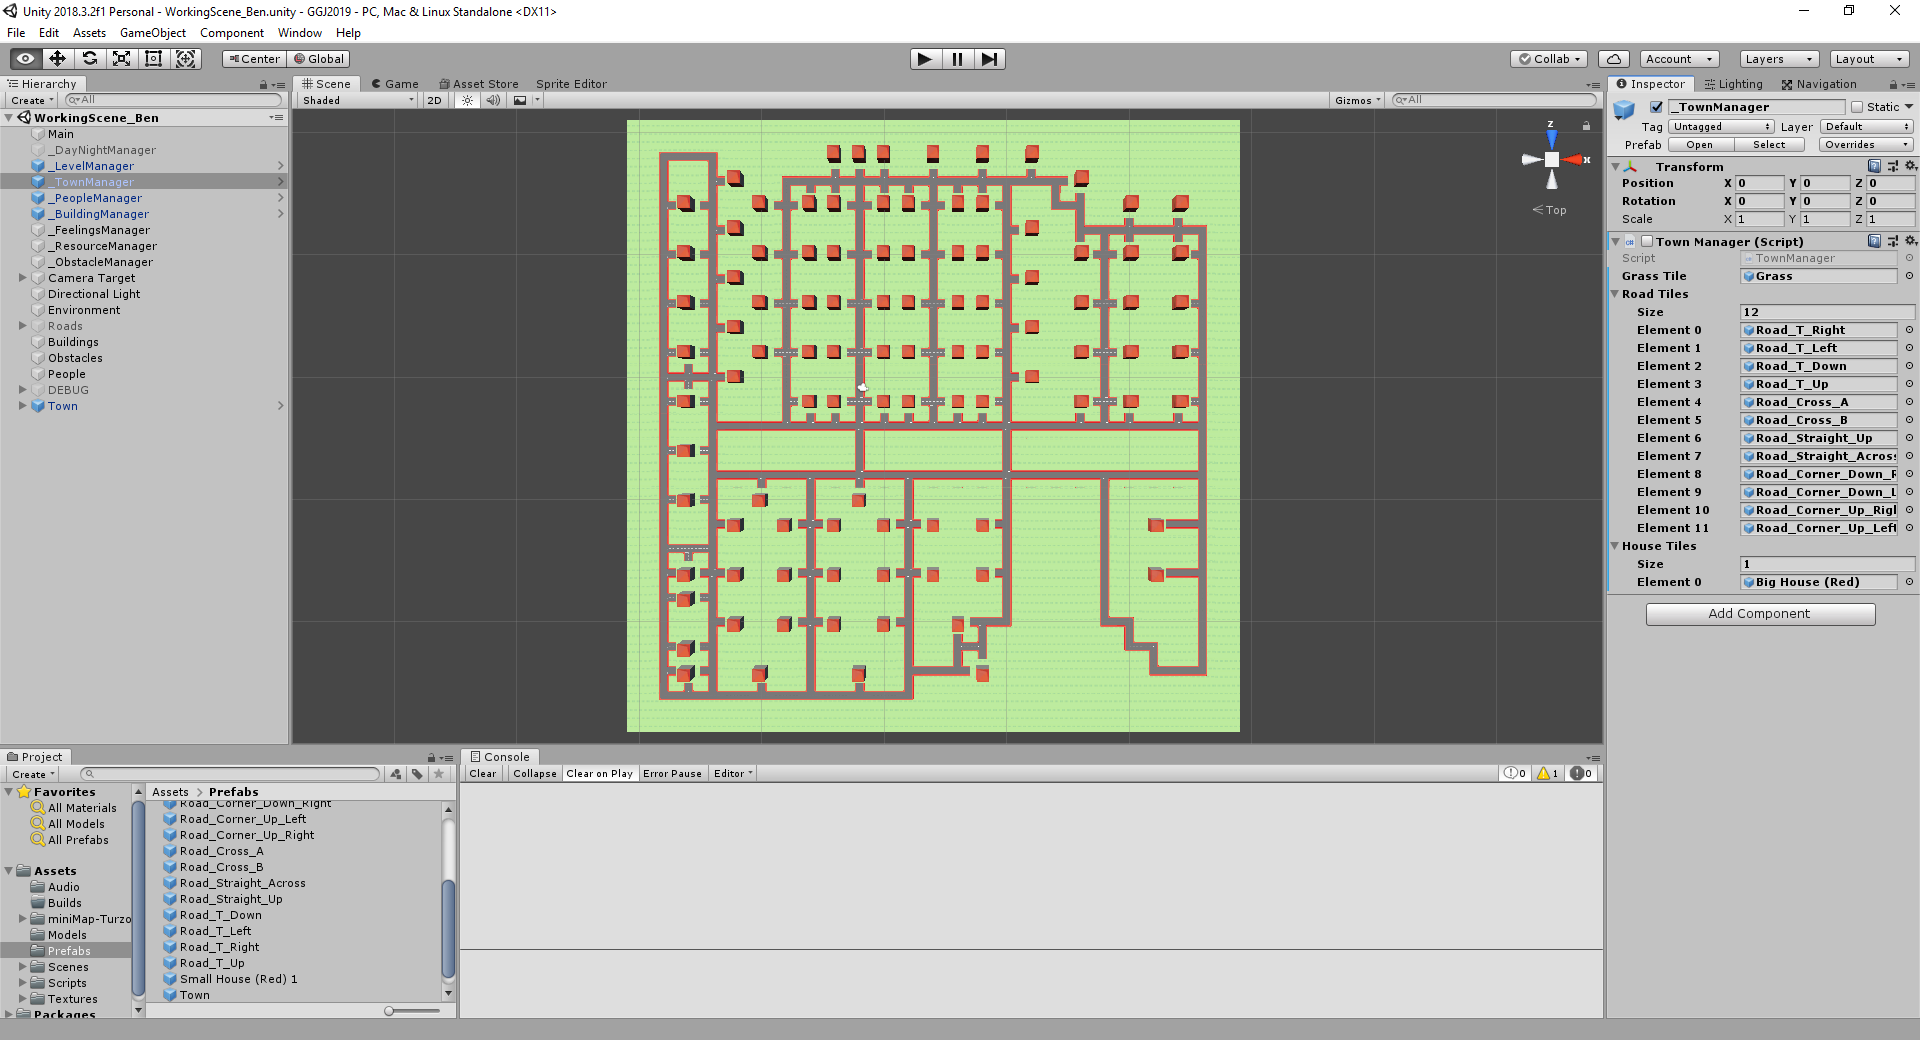 Unity 2018.3.2f1 Personal - WorkingScene_Ben.unity - GGJ2019 - PC, Mac & Linux Standalone <DX11>
File Edit Assets GameObject Component Window Help
Center Global
Collab Account Layers Layout
Hierarchy
Create All
WorkingScene_Ben
Main
_DayNightManager
_LevelManager
_TownManager
_PeopleManager
_BuildingManager
_FeelingsManager
_ResourceManager
_ObstacleManager
Camera Target
Directional Light
Environment
Roads
Buildings
Obstacles
People
DEBUG
Town
Scene Game Asset Store Sprite Editor
Shaded 2D Gizmos All
z
x
Top
Inspector Lighting Navigation
_TownManager Static
Tag Untagged Layer Default
Prefab Open Select Overrides
Transform
Position X 0 Y 0 Z 0
Rotation X 0 Y 0 Z 0
Scale X 1 Y 1 Z 1
Town Manager (Script)
Script TownManager
Grass Tile Grass
Road Tiles
Size 12
Element 0 Road_T_Right
Element 1 Road_T_Left
Element 2 Road_T_Down
Element 3 Road_T_Up
Element 4 Road_Cross_A
Element 5 Road_Cross_B
Element 6 Road_Straight_Up
Element 7 Road_Straight_Across
Element 8 Road_Corner_Down_R
Element 9 Road_Corner_Down_L
Element 10 Road_Corner_Up_Righ
Element 11 Road_Corner_Up_Left
House Tiles
Size 1
Element 0 Big House (Red)
Add Component
Project
Create
Favorites
All Materials
All Models
All Prefabs
Assets
Audio
Builds
miniMap-Turzo
Models
Prefabs
Scenes
Scripts
Textures
Packages
Assets > Prefabs
Road_Corner_Down_Right
Road_Corner_Up_Left
Road_Corner_Up_Right
Road_Cross_A
Road_Cross_B
Road_Straight_Across
Road_Straight_Up
Road_T_Down
Road_T_Left
Road_T_Right
Road_T_Up
Small House (Red) 1
Town
Console
Clear Collapse Clear on Play Error Pause Editor 0 1 0